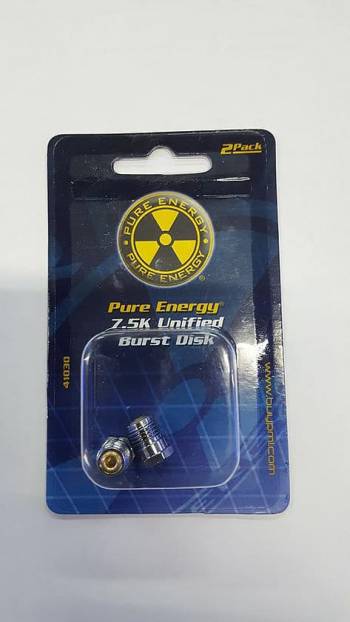 2Pack
PURE ENERGY
PURE ENERGY®
Pure Energy®
7.5K Unified
Burst Disk
41030
www.buypmi.com